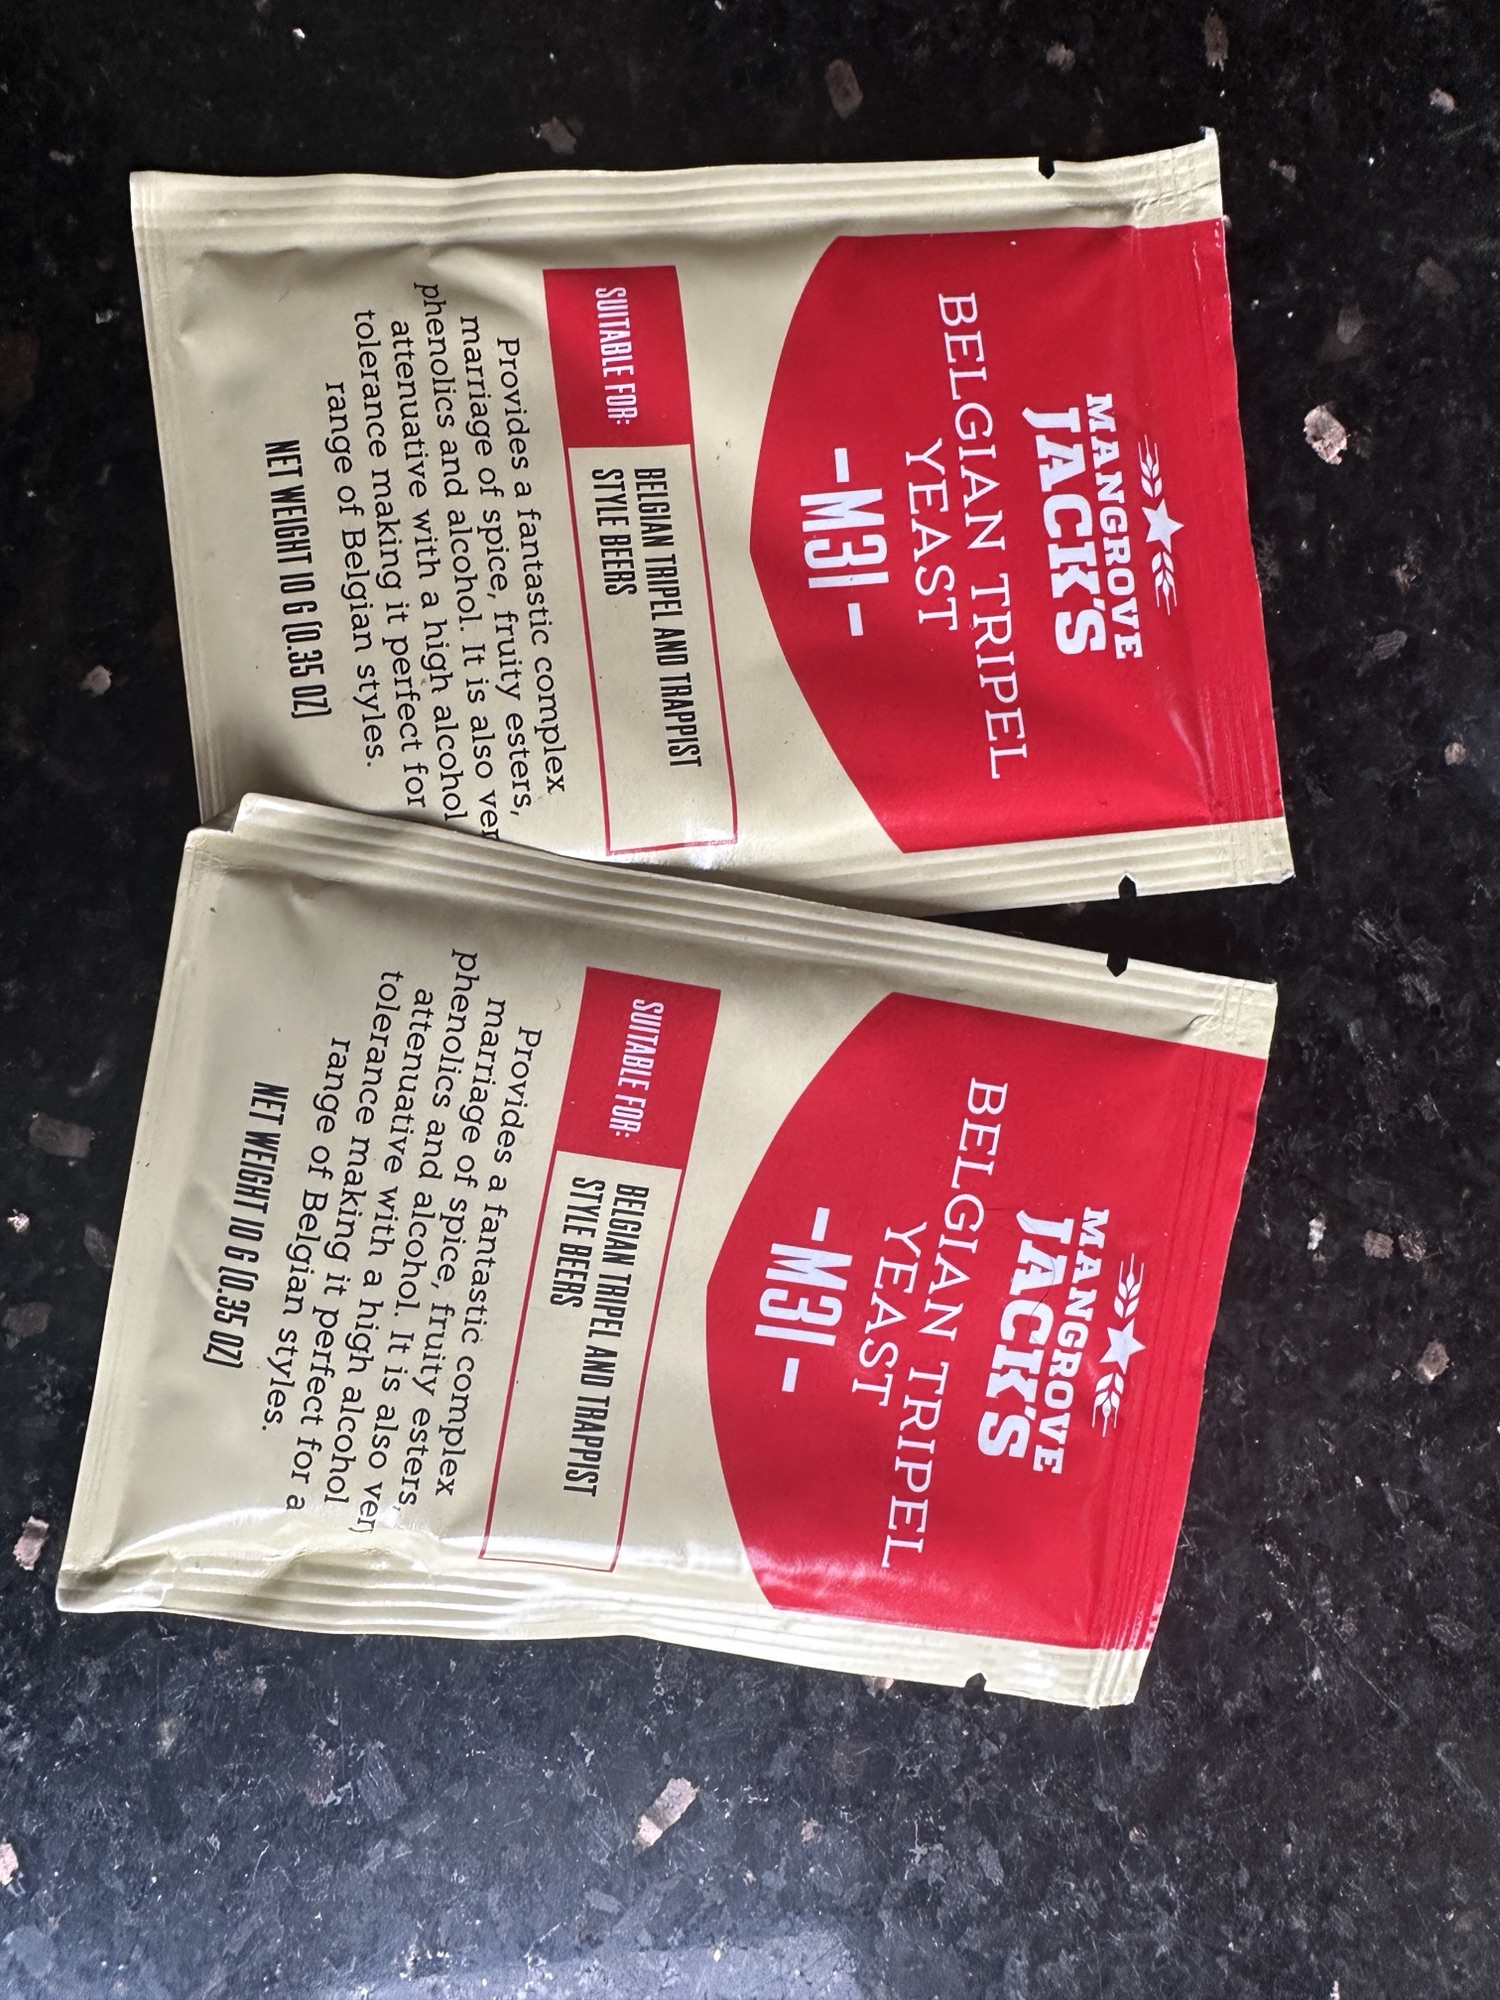 MANGROVE
JACK'S
BELGIAN TRIPEL
YEAST
-M31-
SUITABLE FOR:
BELGIAN TRIPEL AND TRAPPIST
STYLE BEERS
Provides a fantastic complex
marriage of spice, fruity esters,
phenolics and alcohol. It is also ver
attenuative with a high alcohol
tolerance making it perfect for
range of Belgian styles.
NET WEIGHT 10 G (0.35 OZ)
MANGROVE
JACK'S
BELGIAN TRIPEL
YEAST
-M31-
SUITABLE FOR:
BELGIAN TRIPEL AND TRAPPIST
STYLE BEERS
Provides a fantastic complex
marriage of spice, fruity esters,
phenolics and alcohol. It is also very
attenuative with a high alcohol
tolerance making it perfect for a
range of Belgian styles.
NET WEIGHT 10 G (0.35 OZ)